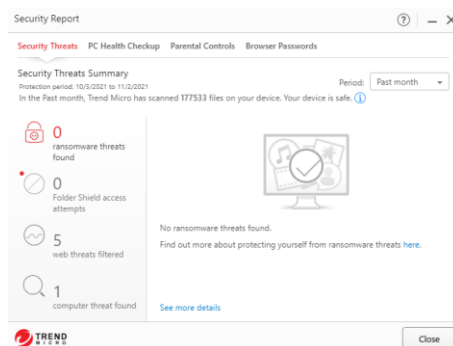 Security Report
Security Threats PC Health Checkup Parental Controls Browser Passwords
Security Threats Summary
Protection period: 10/3/2021 to 11/2/2021
Period: Past month
In the Past month, Trend Micro has scanned 177533 files on your device. Your device is safe.
0
ransomware threats
found
0
Folder Shield access
attempts
5
web threats filtered
1
computer threat found
No ransomware threats found.
Find out more about protecting yourself from ransomware threats here.
See more details
TREND
MICRO
Close